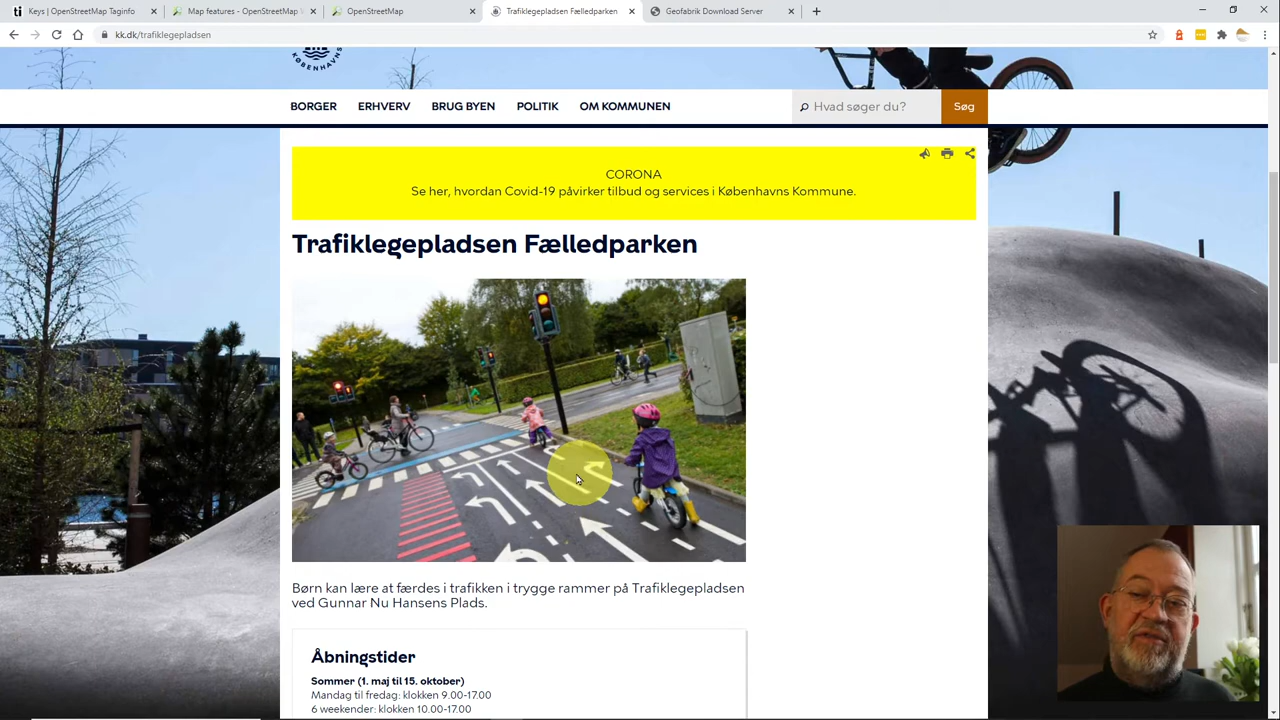 Keys | OpenStreetMap Taginfo
Map features - OpenStreetMap
OpenStreetMap
Trafiklegepladsen Fælledparken
Geofabrik Download Server
kk.dk/trafiklegepladsen
KØBENHAVNS
BORGER
ERHVERV
BRUG BYEN
POLITIK
OM KOMMUNEN
Hvad søger du?
Søg
CORONA
Se her, hvordan Covid-19 påvirker tilbud og services i Københavns Kommune.
Trafiklegepladsen Fælledparken
Børn kan lære at færdes i trafikken i trygge rammer på Trafiklegepladsen
ved Gunnar Nu Hansens Plads.
Åbningstider
Sommer (1. maj til 15. oktober)
Mandag til fredag: klokken 9.00-17.00
6 weekender: klokken 10.00-17.00